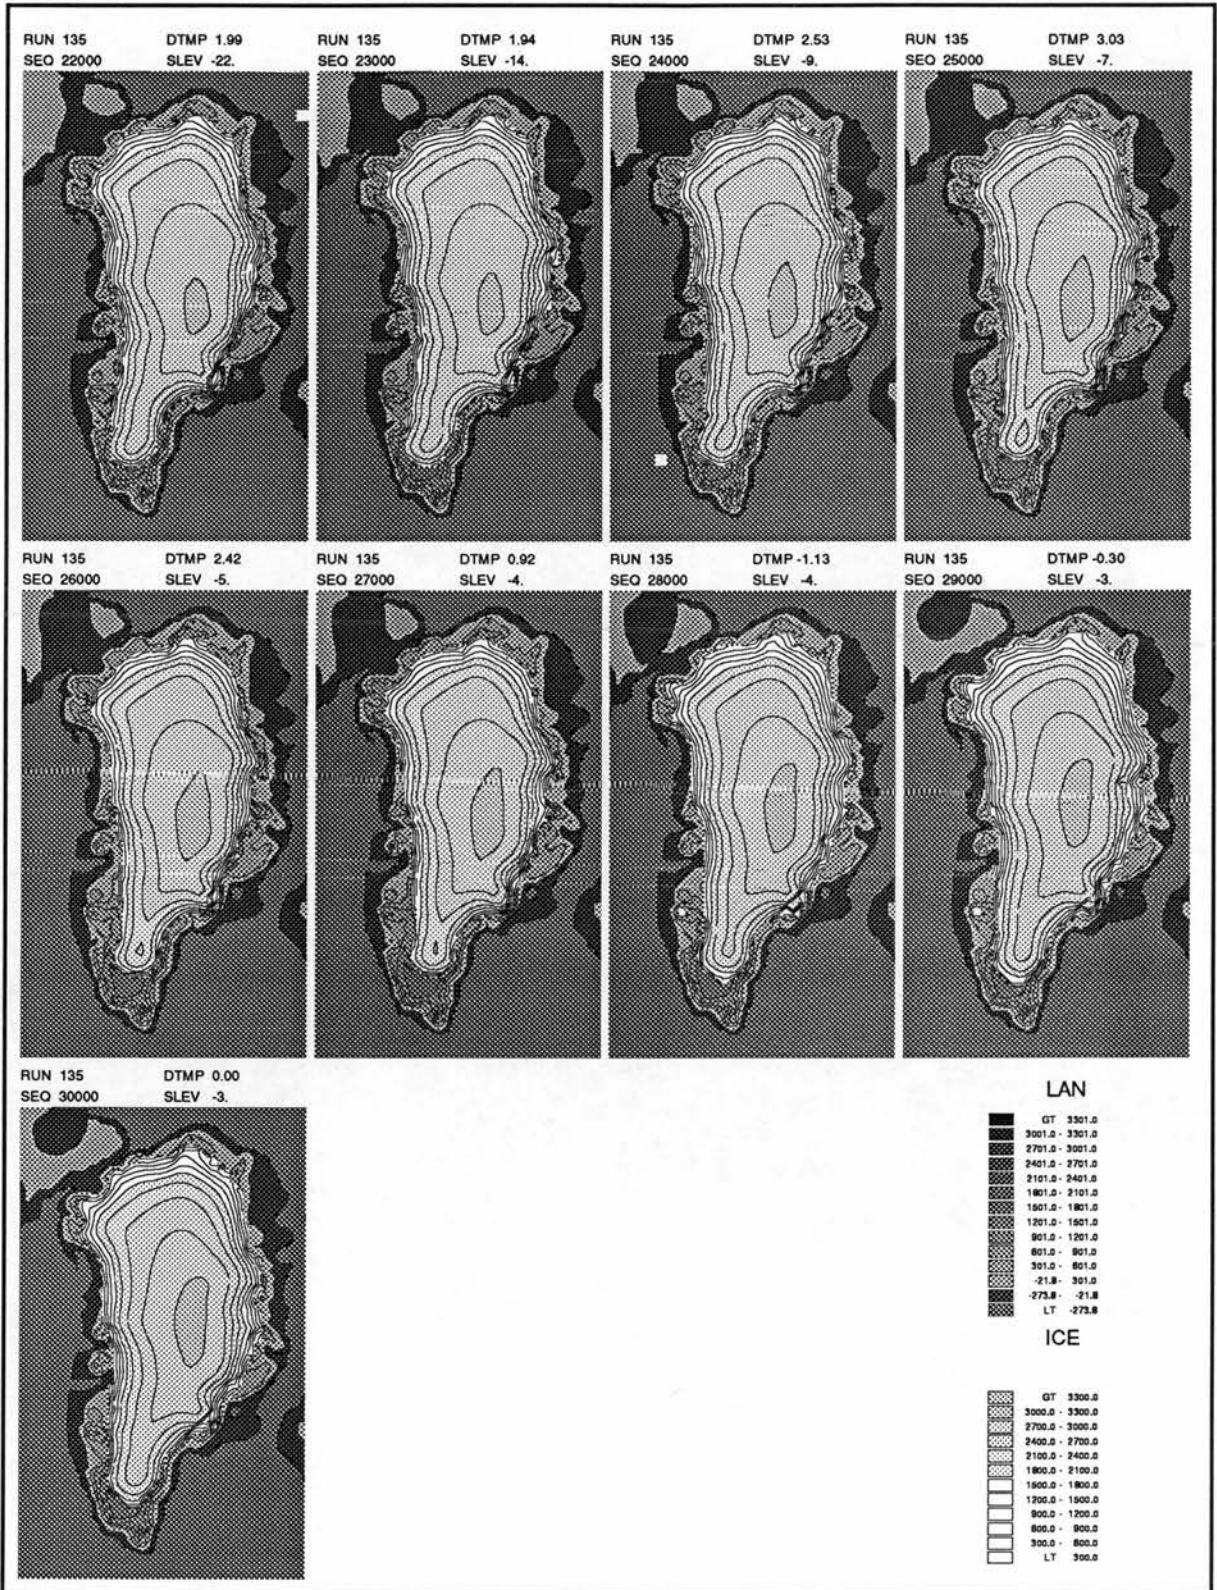 RUN 135 DTMP 1.99 RUN 135 DTMP 1.94 RUN 135 DTMP 2.53 RUN 135 DTMP 3.03
SEQ 22000 SLEV -22. SEQ 23000 SLEV -14. SEQ 24000 SLEV -9. SEQ 25000 SLEV -7.
RUN 135 DTMP 2.42 RUN 135 DTMP 0.92 RUN 135 DTMP -1.13 RUN 135 DTMP -0.30
SEQ 26000 SLEV -5. SEQ 27000 SLEV -4. SEQ 28000 SLEV -4. SEQ 29000 SLEV -3.
RUN 135 DTMP 0.00
SEQ 30000 SLEV -3.
LAN
GT 3301.0
3001.0 - 3301.0
2701.0 - 3001.0
2401.0 - 2701.0
2101.0 - 2401.0
1801.0 - 2101.0
1501.0 - 1801.0
1201.0 - 1501.0
901.0 - 1201.0
601.0 - 901.0
301.0 - 601.0
-21.8 - 301.0
-273.8 - -21.8
LT -273.8
ICE
GT 3300.0
3000.0 - 3300.0
2700.0 - 3000.0
2400.0 - 2700.0
2100.0 - 2400.0
1800.0 - 2100.0
1500.0 - 1800.0
1200.0 - 1500.0
900.0 - 1200.0
600.0 - 900.0
300.0 - 600.0
LT 300.0